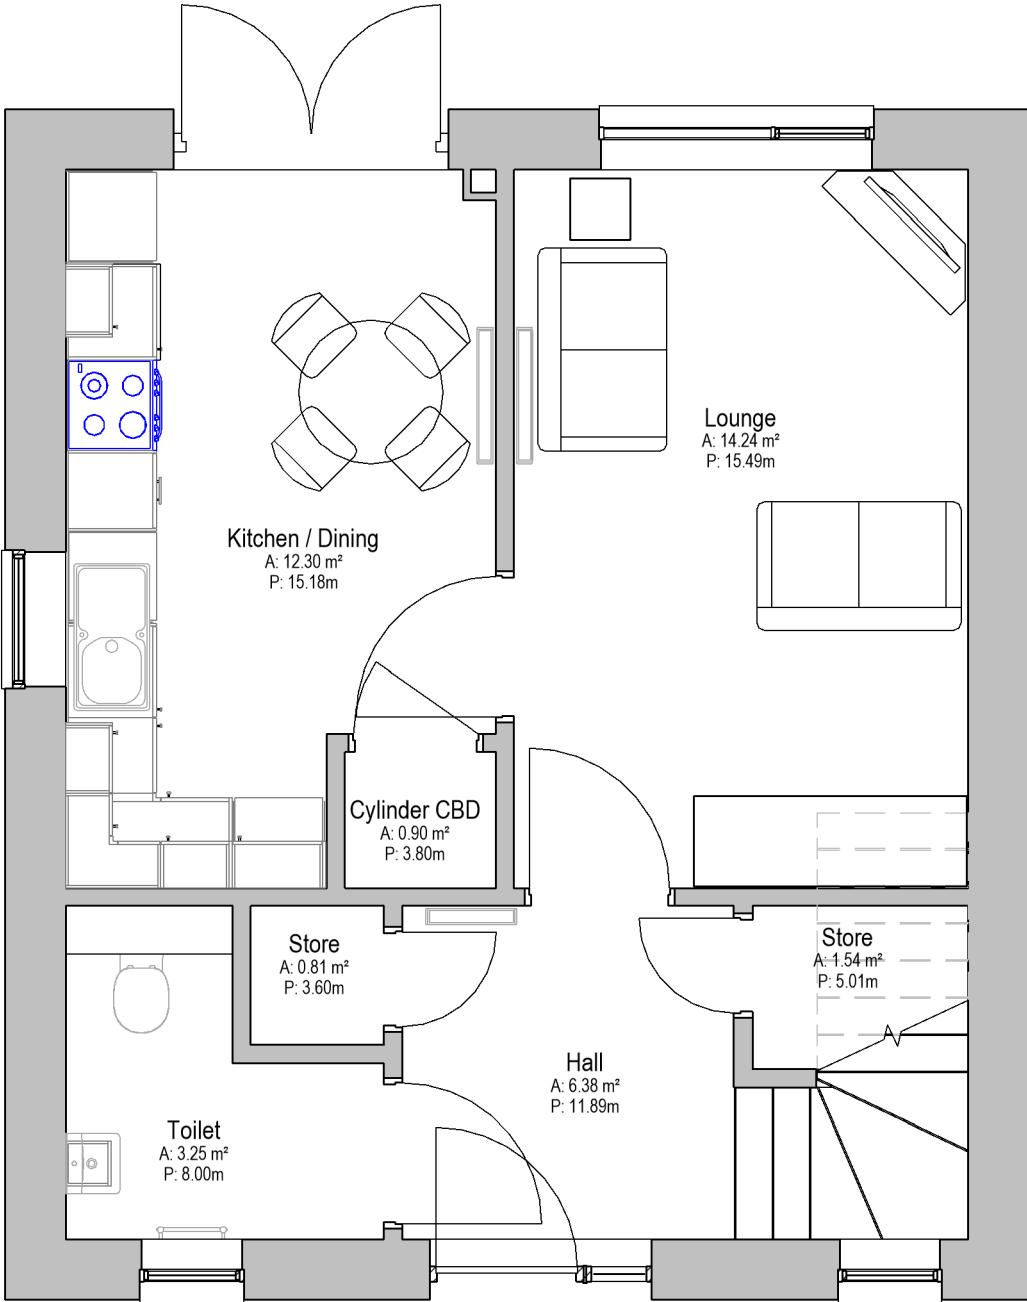 Lounge
A: 14.24 m²
P: 15.49m
Kitchen / Dining
A: 12.30 m²
P: 15.18m
Cylinder CBD
A: 0.90 m²
P: 3.80m
Store
A: 0.81 m²
P: 3.60m
Store
A: 1.54 m²
P: 5.01m
Hall
A: 6.38 m²
P: 11.89m
Toilet
A: 3.25 m²
P: 8.00m